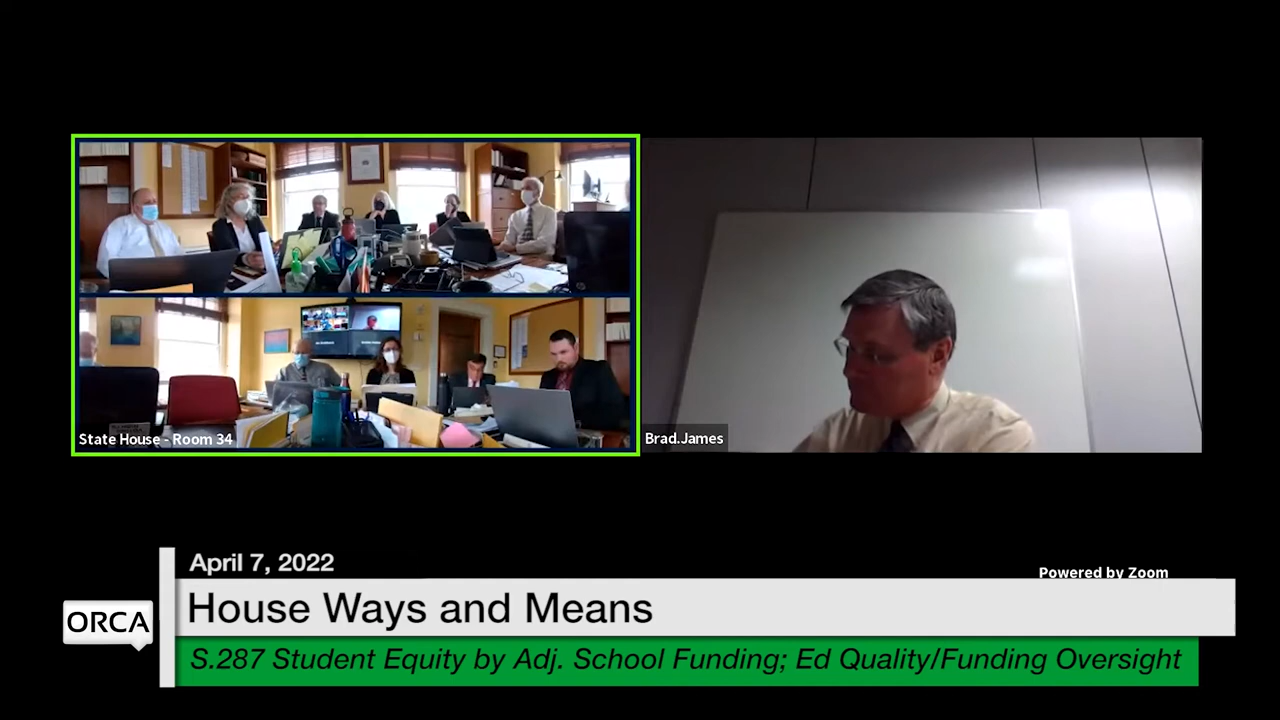 State House - Room 34
Brad.James
April 7, 2022
Powered by Zoom
House Ways and Means
ORCA
S.287 Student Equity by Adj. School Funding; Ed Quality/Funding Oversight